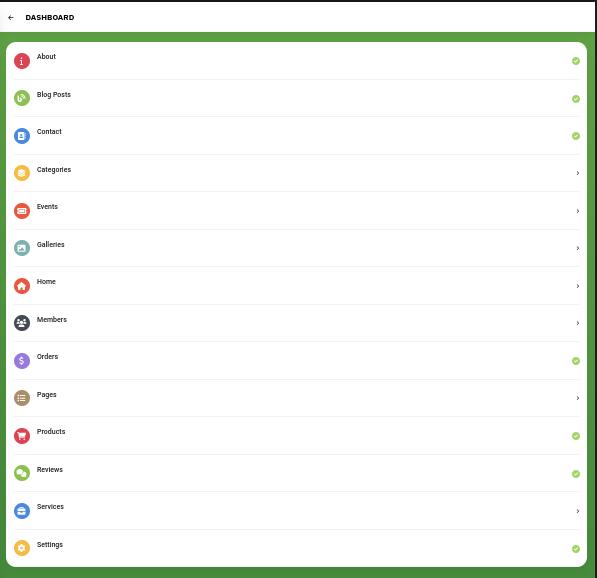 DASHBOARD
About
Blog Posts
Contact
Categories
Events
Galleries
Home
Members
Orders
Pages
Products
Reviews
Services
Settings